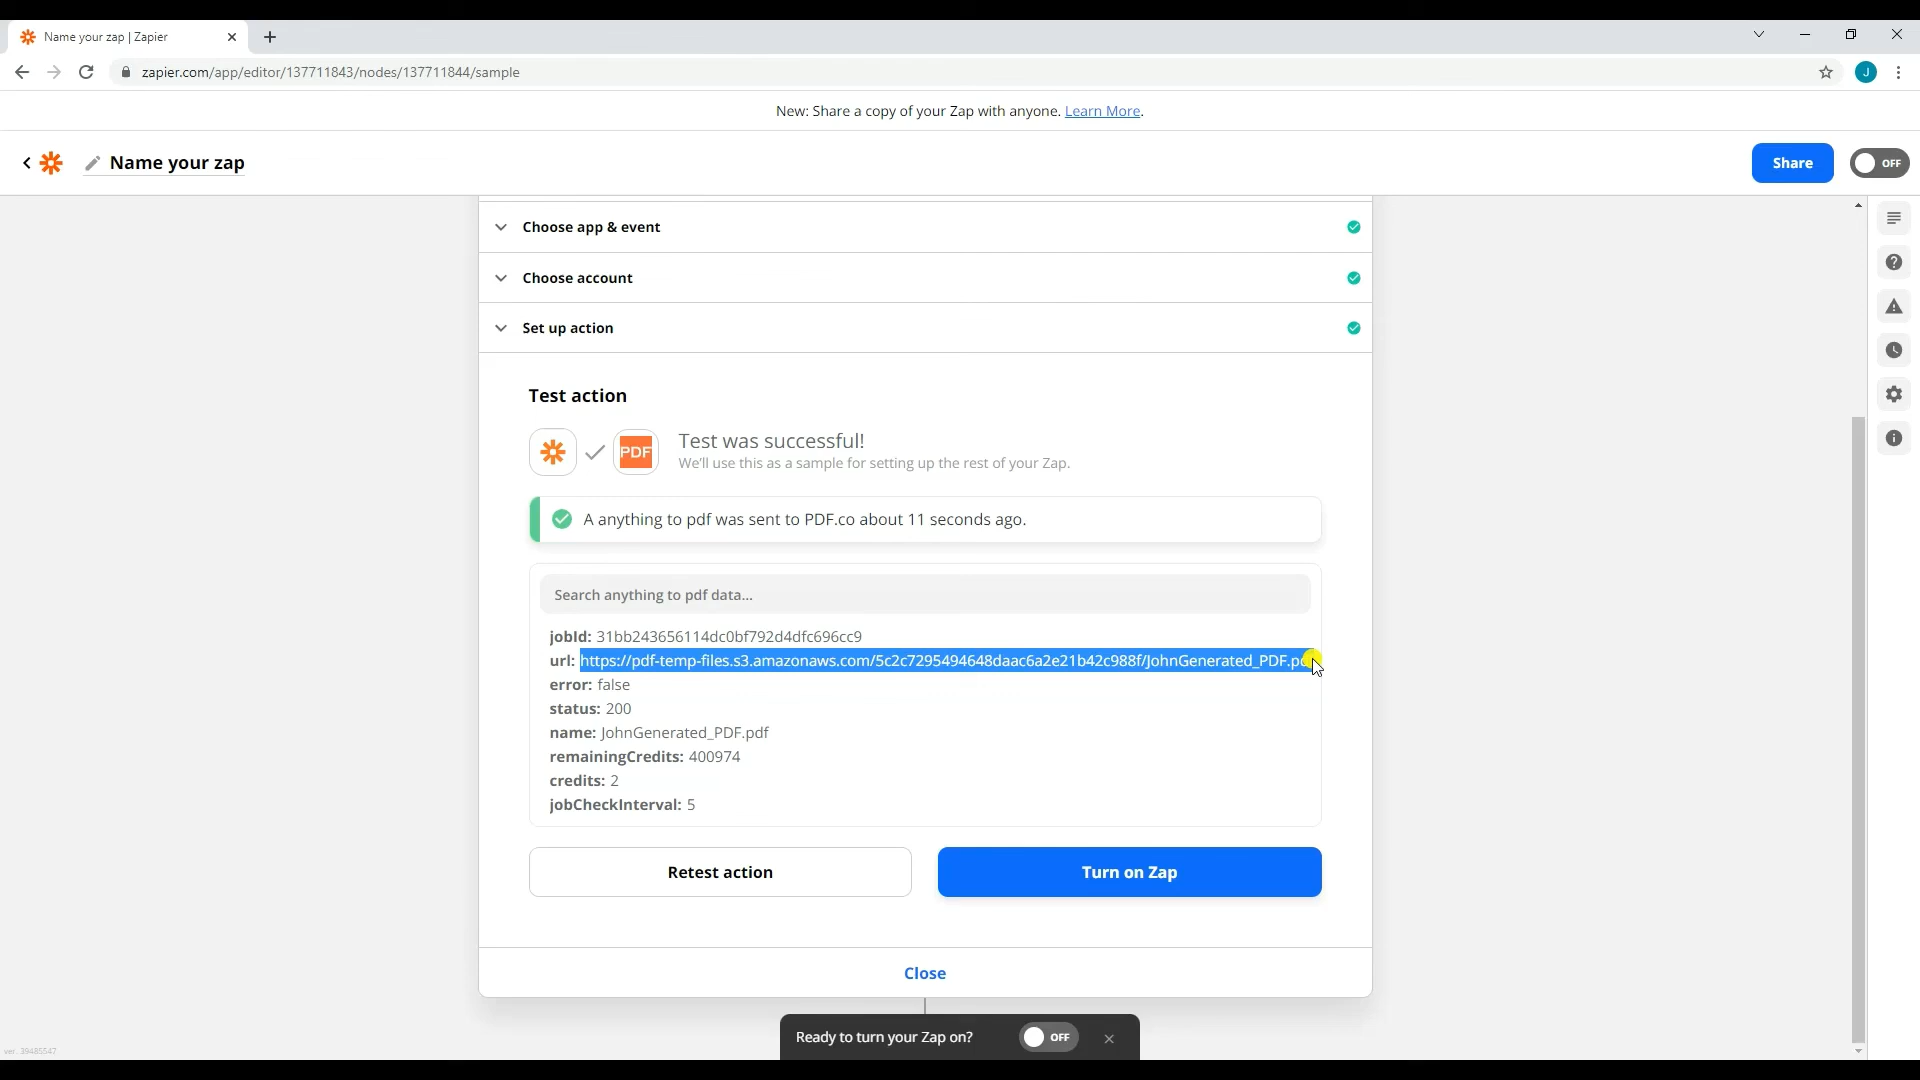 Name your zap | Zapier
zapier.com/app/editor/137711843/nodes/137711844/sample
J
New: Share a copy of your Zap with anyone. Learn More.
Name your zap
Share
OFF
Choose app & event
Choose account
Set up action
Test action
PDF
Test was successful!
We'll use this as a sample for setting up the rest of your Zap.
A anything to pdf was sent to PDF.co about 11 seconds ago.
Search anything to pdf data...
jobId: 31bb243656114dc0bf792d4dfc696cc9
url: https://pdf-temp-files.s3.amazonaws.com/5c2c7295494648daac6a2e21b42c988f/JohnGenerated_PDF.pd
error: false
status: 200
name: JohnGenerated_PDF.pdf
remainingCredits: 400974
credits: 2
jobCheckInterval: 5
Retest action
Turn on Zap
Close
Ready to turn your Zap on?
OFF
ver. 39485547